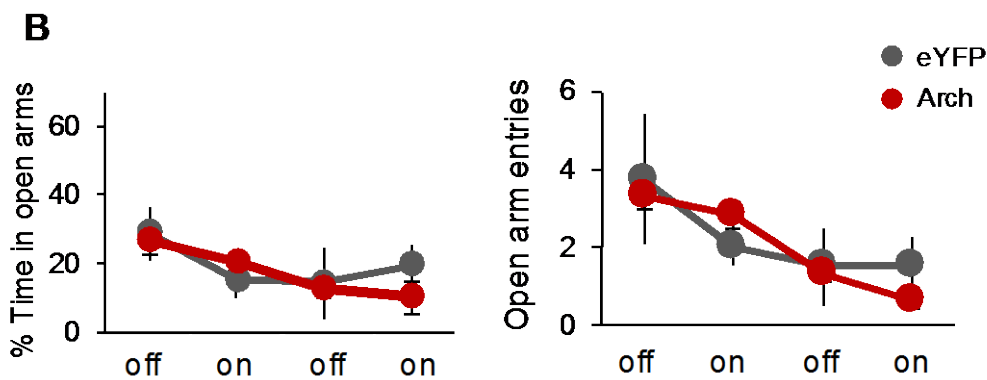 B
eYFP
Arch
% Time in open arms
60
40
20
0
off on off on
Open arm entries
6
4
2
0
off on off on